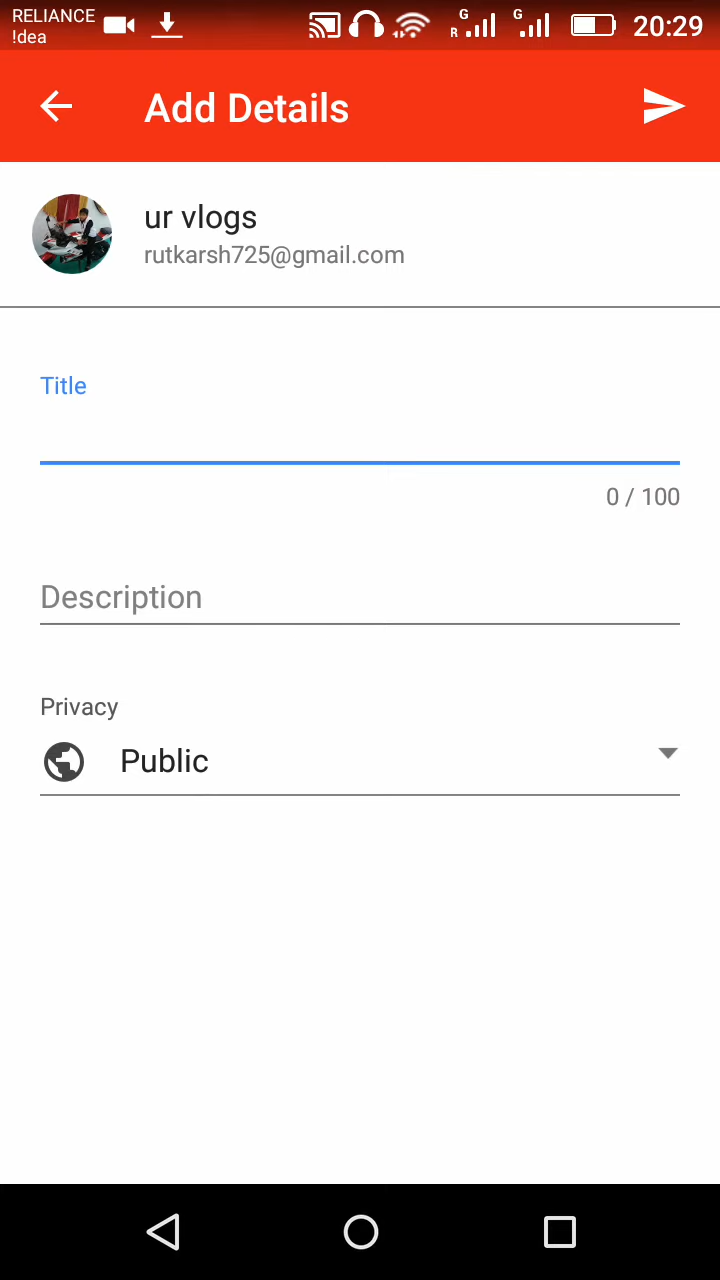 RELIANCE
!dea
G
R
G
20:29
Add Details
ur vlogs
rutkarsh725@gmail.com
Title
0 / 100
Description
Privacy
Public